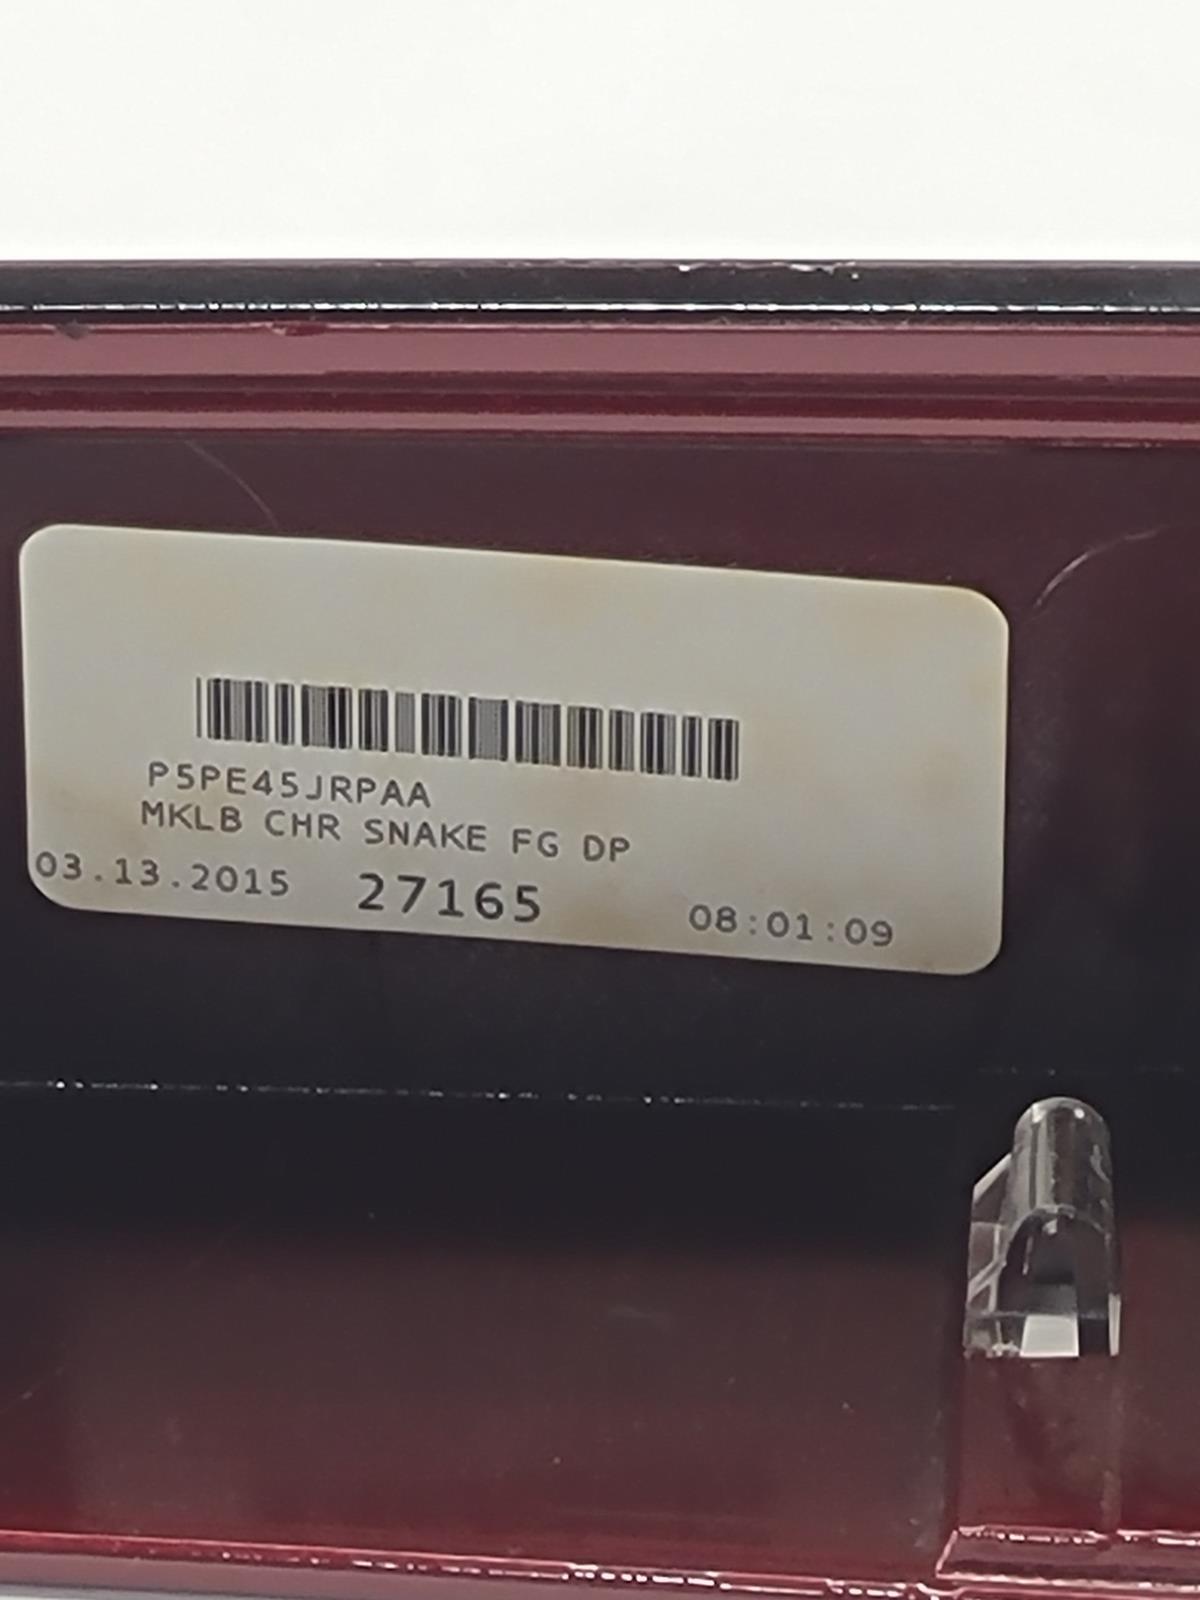 P5PE45JRPAA
MKLB CHR SNAKE FG DP
03.13.2015 27165 08:01:09